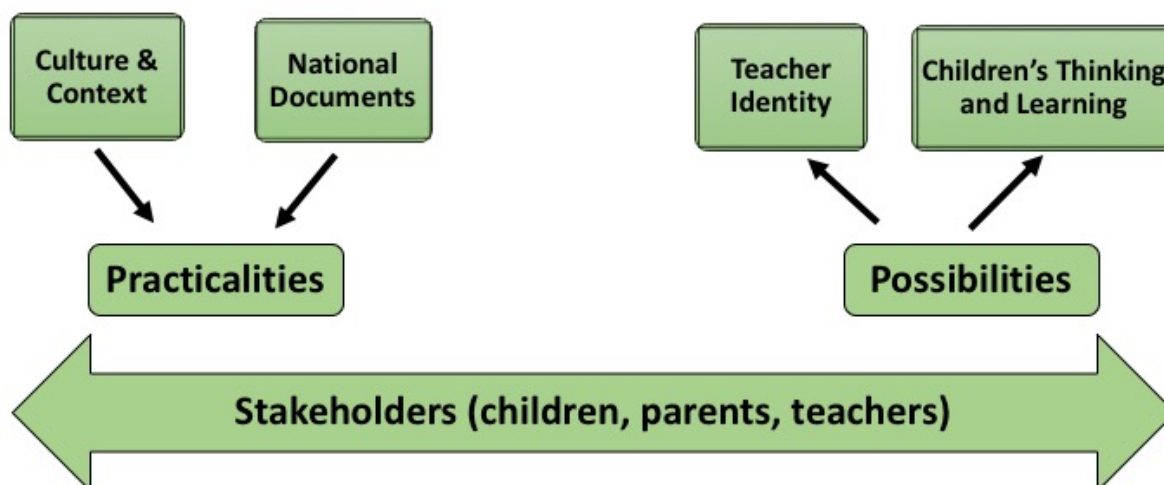 Culture &
Context
National
Documents
Teacher
Identity
Children’s Thinking
and Learning
Practicalities
Possibilities
Stakeholders (children, parents, teachers)